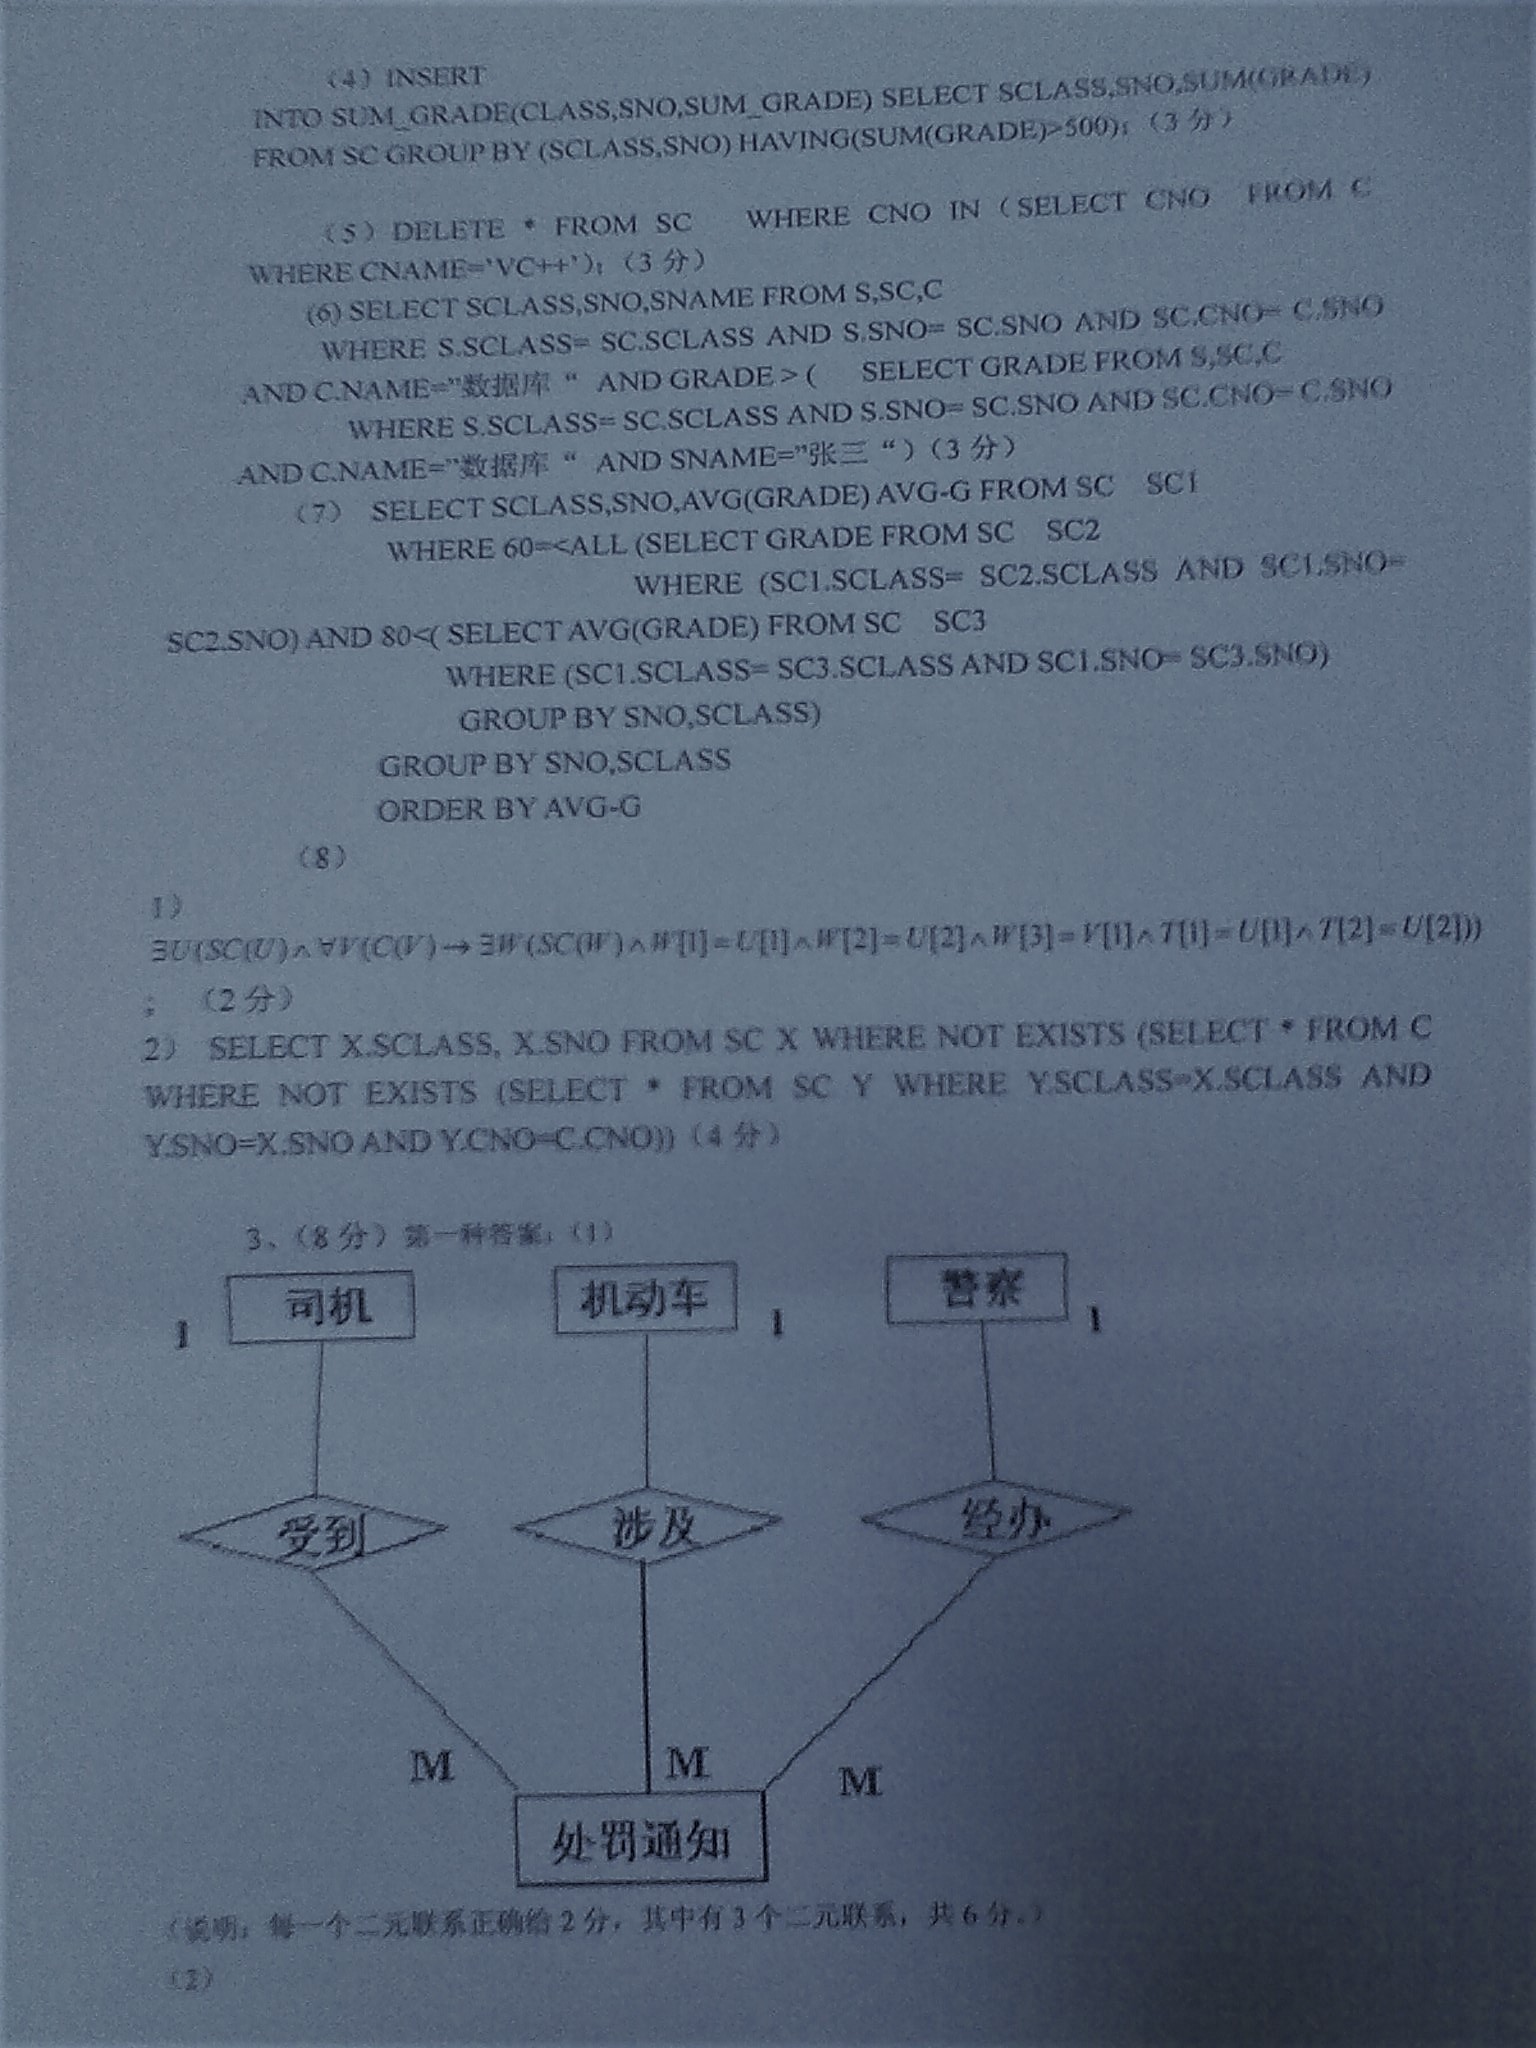 （4）INSERT
INTO SUM_GRADE(CLASS,SNO,SUM_GRADE) SELECT SCLASS,SNO,SUM(GRADE)
FROM SC GROUP BY (SCLASS,SNO) HAVING(SUM(GRADE)>500);（3 分）
（5）DELETE * FROM SC WHERE CNO IN（SELECT CNO FROM C
WHERE CNAME=’VC++’);（3 分）
(6) SELECT SCLASS,SNO,SNAME FROM S,SC,C
WHERE S.SCLASS= SC.SCLASS AND S.SNO= SC.SNO AND SC.CNO= C.SNO
AND C.NAME=”数据库“ AND GRADE > ( SELECT GRADE FROM S,SC,C
WHERE S.SCLASS= SC.SCLASS AND S.SNO= SC.SNO AND SC.CNO= C.SNO
AND C.NAME=”数据库“ AND SNAME=”张三“)（3 分）
（7） SELECT SCLASS,SNO,AVG(GRADE) AVG-G FROM SC SC1
WHERE 60=<ALL (SELECT GRADE FROM SC SC2
WHERE (SC1.SCLASS= SC2.SCLASS AND SC1.SNO=
SC2.SNO) AND 80<( SELECT AVG(GRADE) FROM SC SC3
WHERE (SC1.SCLASS= SC3.SCLASS AND SC1.SNO= SC3.SNO)
GROUP BY SNO,SCLASS)
GROUP BY SNO,SCLASS
ORDER BY AVG-G
（8）
1）
∃U(SC(U)∧∀V(C(V)→∃W(SC(W)∧W[1]=U[1]∧W[2]=U[2]∧W[3]=V[1]∧T[1]=U[1]∧T[2]=U[2]))
； （2 分）
2） SELECT X.SCLASS, X.SNO FROM SC X WHERE NOT EXISTS (SELECT * FROM C
WHERE NOT EXISTS (SELECT * FROM SC Y WHERE Y.SCLASS=X.SCLASS AND
Y.SNO=X.SNO AND Y.CNO=C.CNO))（4 分）
3、（8 分）第一种答案：（1）
1 司机 机动车 1 警察 1
受到 涉及 经办
M M M
处罚通知
（说明：每一个二元联系正确给 2 分，其中有 3 个二元联系，共 6 分。）
（2）